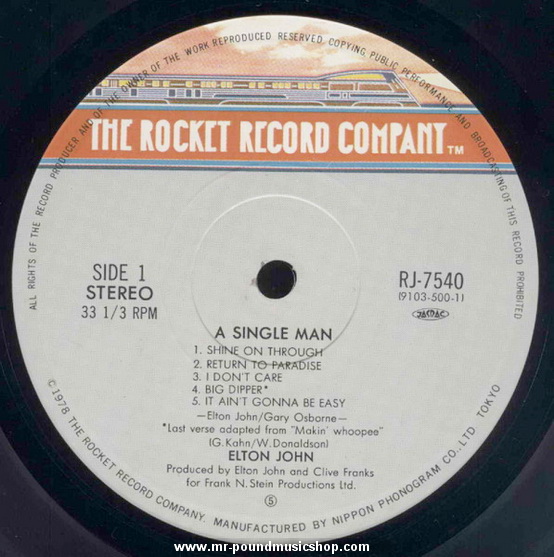 ALL RIGHTS OF THE RECORD PRODUCER AND OF THE OWNER OF THE WORK REPRODUCED RESERVED. COPYING, PUBLIC PERFORMANCE AND BROADCASTING OF THIS RECORD PROHIBITED
THE ROCKET RECORD COMPANY TM
SIDE 1
STEREO
33 1/3 RPM
RJ-7540
(9103-500-1)
JASRAC
A SINGLE MAN
1. SHINE ON THROUGH
2. RETURN TO PARADISE
3. I DON'T CARE
4. BIG DIPPER*
5. IT AIN'T GONNA BE EASY
—Elton John/Gary Osborne—
*Last verse adapted from "Makin' whoopee"
(G.Kahn/W.Donaldson)
ELTON JOHN
Produced by Elton John and Clive Franks
for Frank N. Stein Productions Ltd.
⑤
©1978 THE ROCKET RECORD COMPANY. MANUFACTURED BY NIPPON PHONOGRAM CO., LTD TOKYO
www.mr-poundmusicshop.com